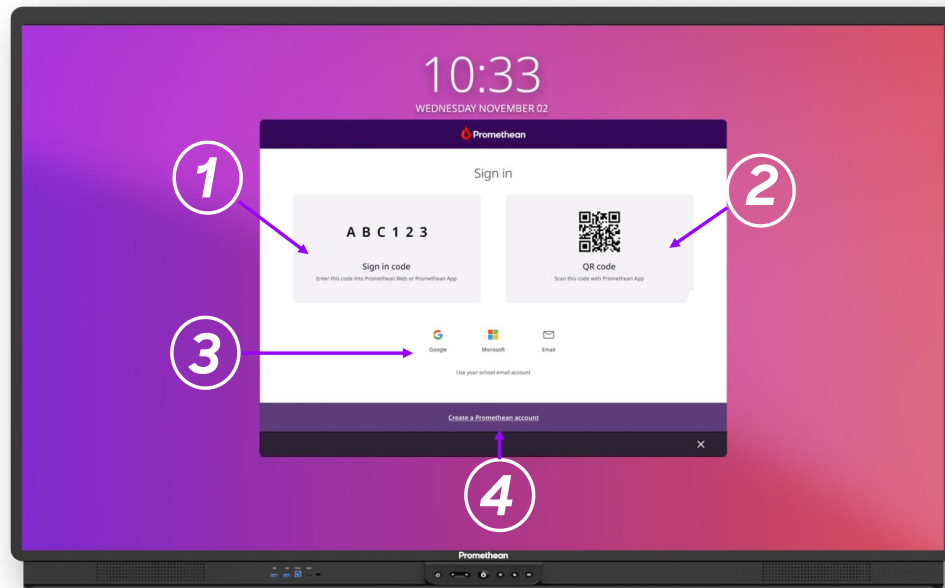 10:33
WEDNESDAY NOVEMBER 02
Promethean
Sign in
1
2
A B C 1 2 3
Sign in code
Enter this code into Promethean Web or Promethean App
QR code
Scan this code with Promethean App
3
Google
Microsoft
Email
Use your school email account
Create a Promethean account
4
Promethean